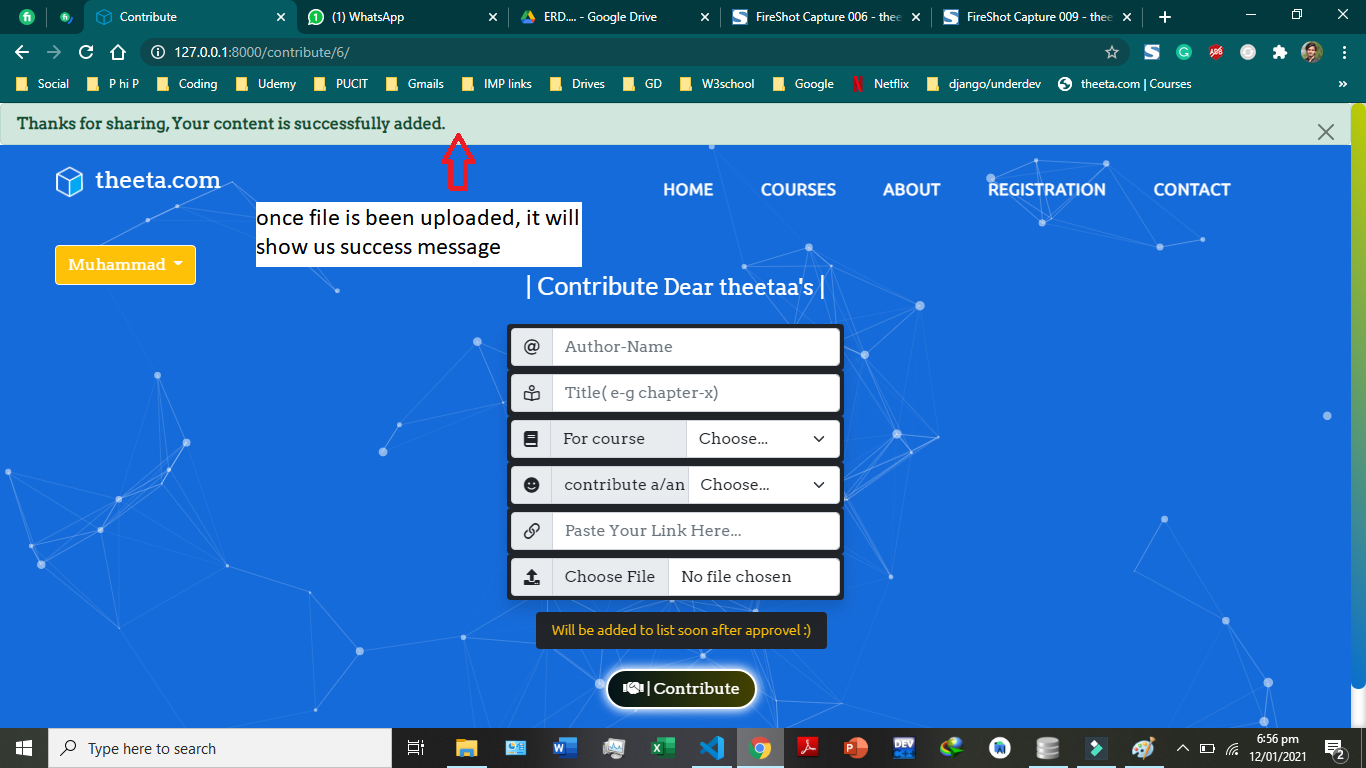 Contribute
(1) WhatsApp
ERD.... - Google Drive
FireShot Capture 006 - thee
FireShot Capture 009 - thee
127.0.0.1:8000/contribute/6/
Social
P hi P
Coding
Udemy
PUCIT
Gmails
IMP links
Drives
GD
W3school
Google
Netflix
django/underdev
theeta.com | Courses
»
Thanks for sharing, Your content is successfully added.
theeta.com
HOME
COURSES
ABOUT
REGISTRATION
CONTACT
once file is been uploaded, it will
show us success message
Muhammad
| Contribute Dear theetaa's |
@ Author-Name
Title( e-g chapter-x)
For course Choose...
contribute a/an Choose...
Paste Your Link Here...
Choose File No file chosen
Will be added to list soon after approvel :)
| Contribute
Type here to search
6:56 pm
12/01/2021
2